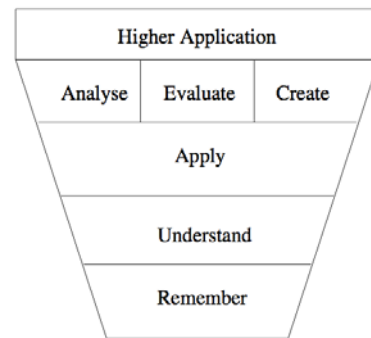 Higher Application
Analyse Evaluate Create
Apply
Understand
Remember